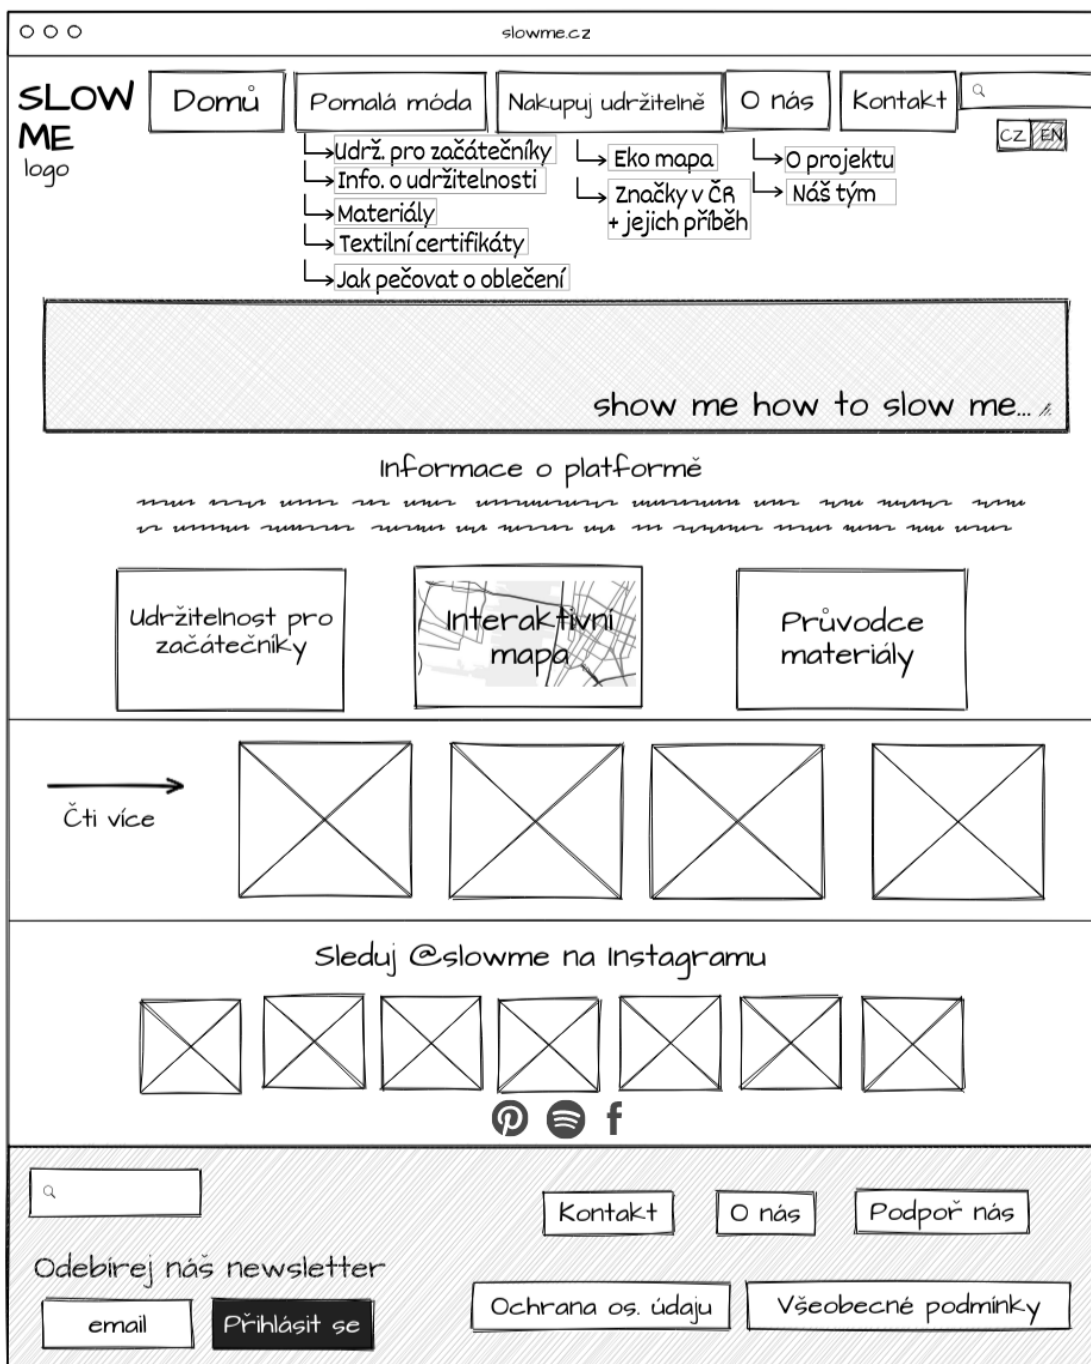 slowme.cz
SLOW
ME
logo
Domů
Pomalá móda
Nakupuj udržitelně
O nás
Kontakt
CZ
EN
Udrž. pro začátečníky
Info. o udržitelnosti
Materiály
Textilní certifikáty
Jak pečovat o oblečení
Eko mapa
Značky v ČR
+ jejich příběh
O projektu
Náš tým
show me how to slow me...
Informace o platformě
Udržitelnost pro
začátečníky
Interaktivní
mapa
Průvodce
materiály
Čti více
Sleduj @slowme na Instagramu
Kontakt
O nás
Podpoř nás
Odebírej náš newsletter
email
Přihlásit se
Ochrana os. údaju
Všeobecné podmínky